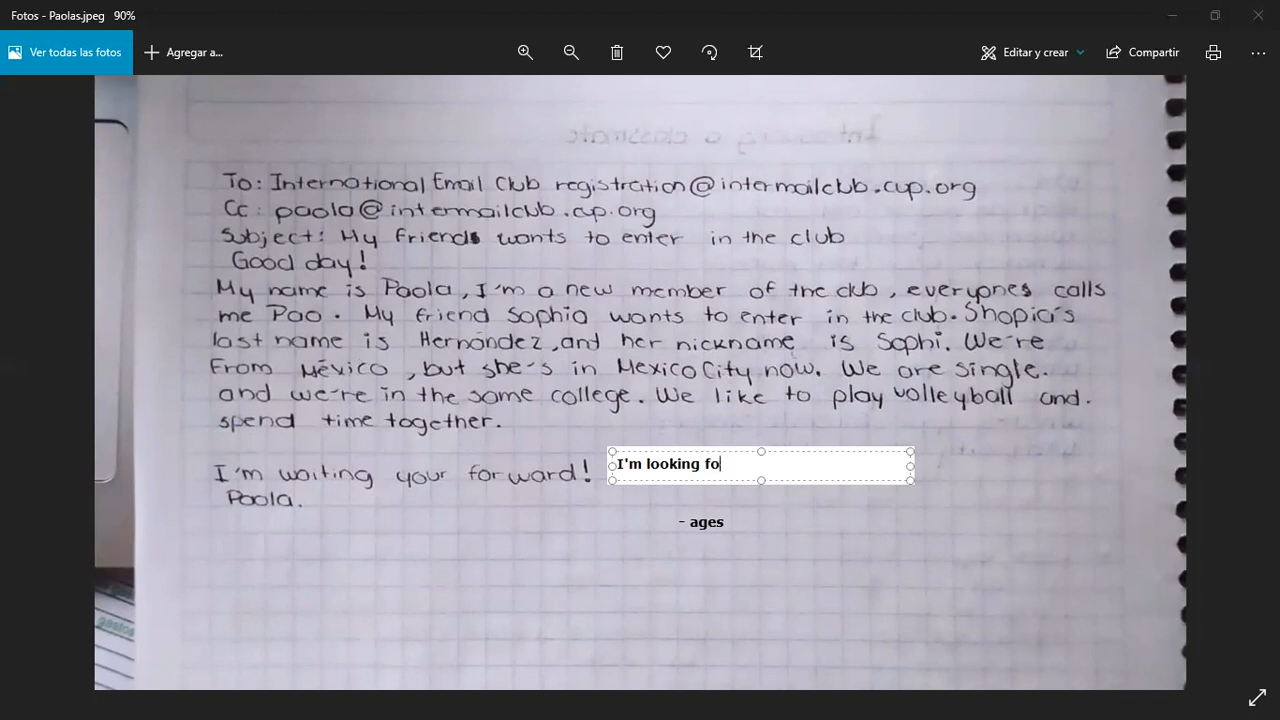 Fotos - Paolas.jpeg 90%
Ver todas las fotos
Agregar a...
Editar y crear
Compartir
To: International Email Club registration@intermailclub.cup.org
Cc: paola@intermailclub.cup.org
Subject: My friends wants to enter in the club
Good day!
My name is Paola, I'm a new member of the club, everyones calls
me Pao. My friend Sophia wants to enter in the club. Shopia's
last name is Hernández, and her nickname is Sophi. We're
From México, but she's in Mexico City now. We are single.
and we're in the same college. We like to play volleyball and.
spend time together.
I'm looking fo
I'm waiting your forward!
Paola.
- ages
gastos